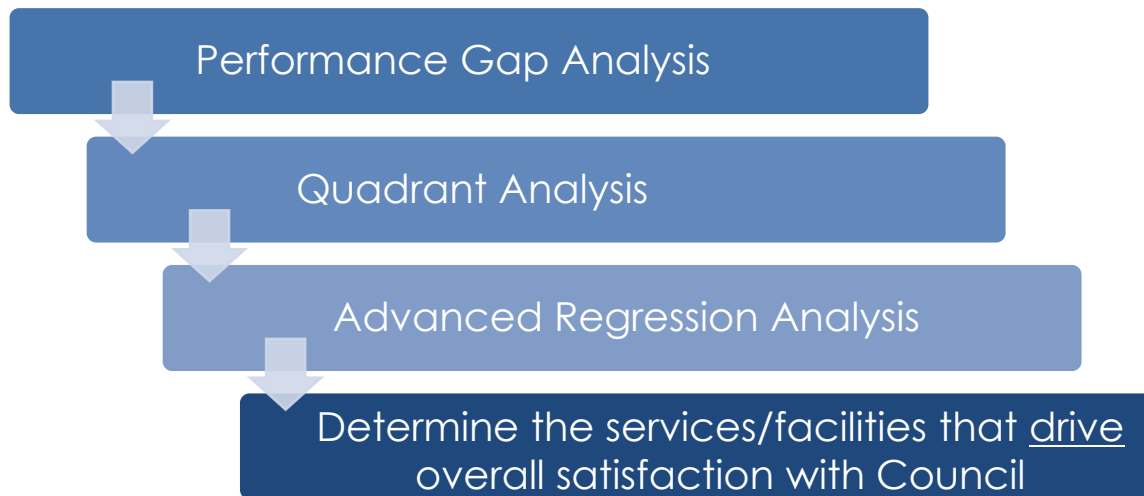 Performance Gap Analysis
Quadrant Analysis
Advanced Regression Analysis
Determine the services/facilities that drive
overall satisfaction with Council